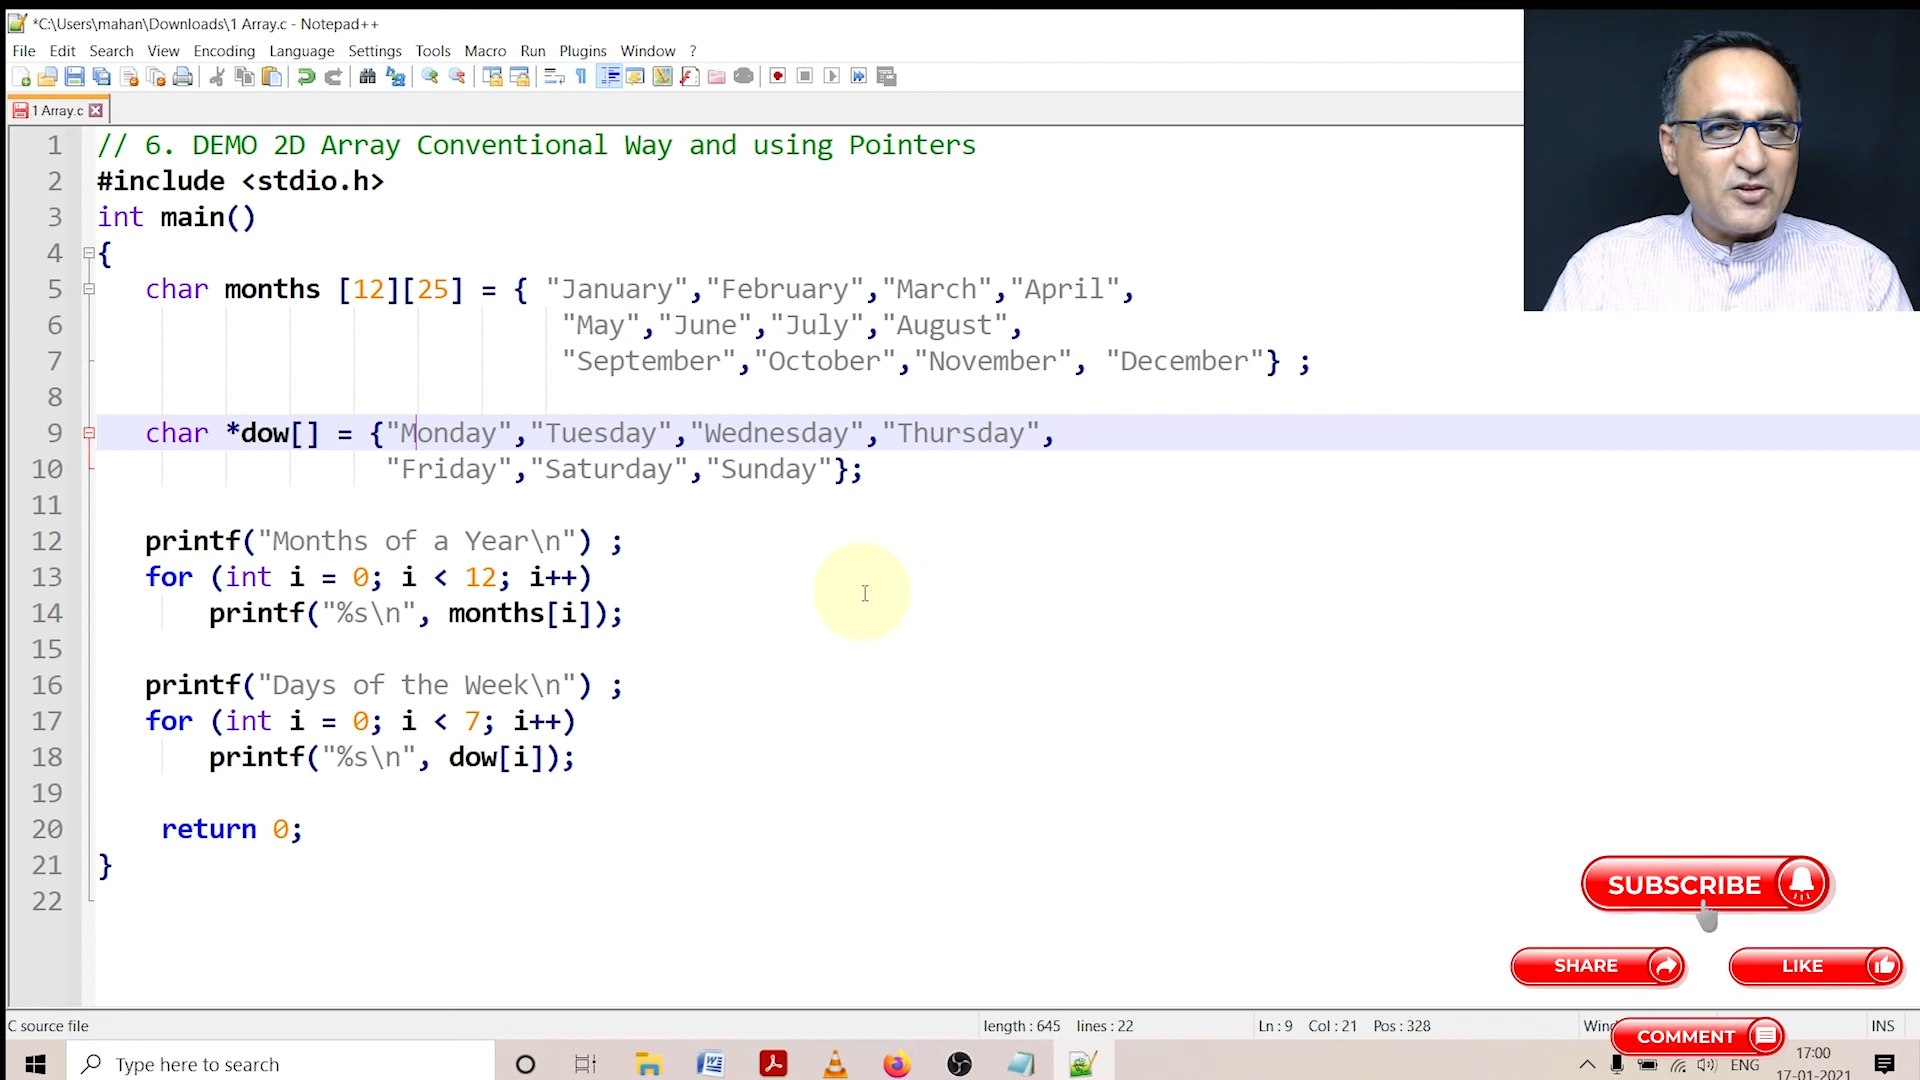 *C:\Users\mahan\Downloads\1 Array.c - Notepad++
File Edit Search View Encoding Language Settings Tools Macro Run Plugins Window ?
1 Array.c
1 // 6. DEMO 2D Array Conventional Way and using Pointers
2 #include <stdio.h>
3 int main()
4 {
5 char months [12][25] = { "January","February","March","April",
6 "May","June","July","August",
7 "September","October","November", "December"} ;
8
9 char *dow[] = {"Monday","Tuesday","Wednesday","Thursday",
10 "Friday","Saturday","Sunday"};
11
12 printf("Months of a Year\n") ;
13 for (int i = 0; i < 12; i++)
14 printf("%s\n", months[i]);
15
16 printf("Days of the Week\n") ;
17 for (int i = 0; i < 7; i++)
18 printf("%s\n", dow[i]);
19
20 return 0;
21 }
22
SUBSCRIBE
SHARE LIKE
C source file length : 645 lines : 22 Ln : 9 Col : 21 Pos : 328 INS
COMMENT
Type here to search ENG 17:00
17-01-2021